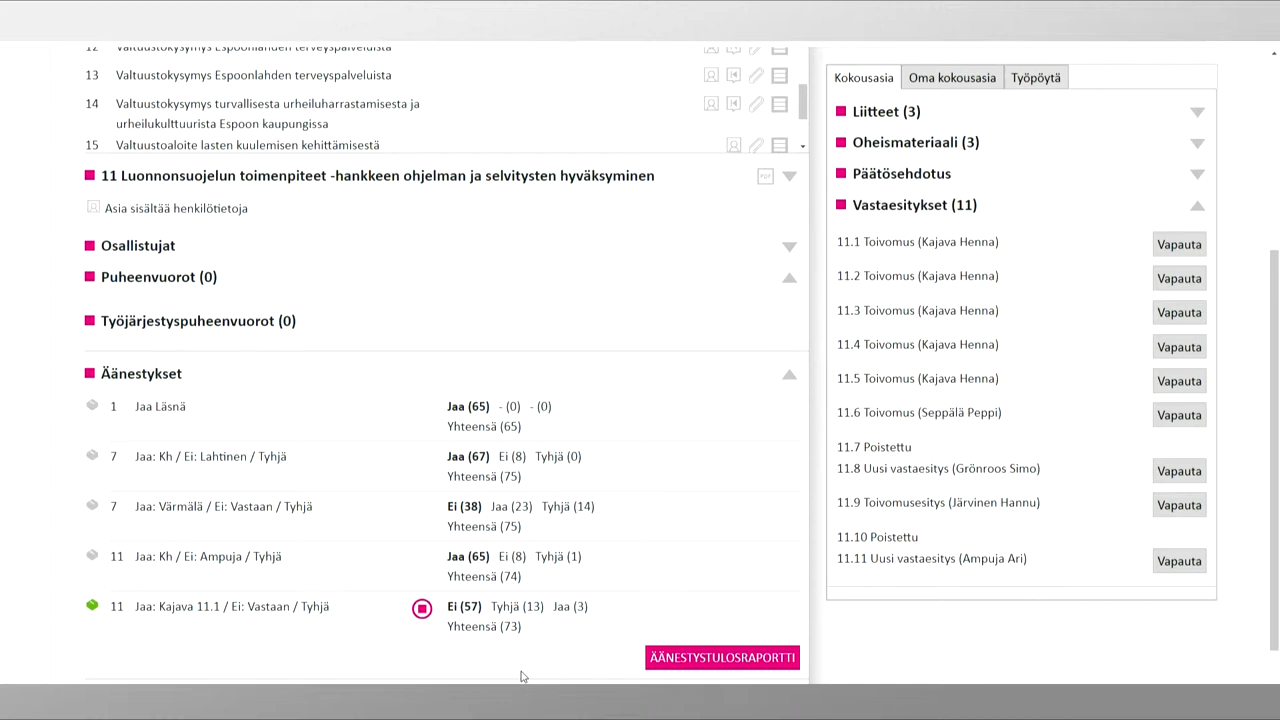 12 Valtuustokysymys Espoonlahden terveyspalveluista
13 Valtuustokysymys Espoonlahden terveyspalveluista
14 Valtuustokysymys turvallisesta urheiluharrastamisesta ja
urheilukulttuurista Espoon kaupungissa
15 Valtuustoaloite lasten kuulemisen kehittämisestä
11 Luonnonsuojelun toimenpiteet -hankkeen ohjelman ja selvitysten hyväksyminen
PDF
Asia sisältää henkilötietoja
Osallistujat
Puheenvuorot (0)
Työjärjestyspuheenvuorot (0)
Äänestykset
1 Jaa Läsnä Jaa (65) - (0) - (0)
Yhteensä (65)
7 Jaa: Kh / Ei: Lahtinen / Tyhjä Jaa (67) Ei (8) Tyhjä (0)
Yhteensä (75)
7 Jaa: Värmälä / Ei: Vastaan / Tyhjä Ei (38) Jaa (23) Tyhjä (14)
Yhteensä (75)
11 Jaa: Kh / Ei: Ampuja / Tyhjä Jaa (65) Ei (8) Tyhjä (1)
Yhteensä (74)
11 Jaa: Kajava 11.1 / Ei: Vastaan / Tyhjä Ei (57) Tyhjä (13) Jaa (3)
Yhteensä (73)
ÄÄNESTYSTULOSRAPORTTI
Kokousasia Oma kokousasia Työpöytä
Liitteet (3)
Oheismateriaali (3)
Päätösehdotus
Vastaesitykset (11)
11.1 Toivomus (Kajava Henna) Vapauta
11.2 Toivomus (Kajava Henna) Vapauta
11.3 Toivomus (Kajava Henna) Vapauta
11.4 Toivomus (Kajava Henna) Vapauta
11.5 Toivomus (Kajava Henna) Vapauta
11.6 Toivomus (Seppälä Peppi) Vapauta
11.7 Poistettu
11.8 Uusi vastaesitys (Grönroos Simo) Vapauta
11.9 Toivomusesitys (Järvinen Hannu) Vapauta
11.10 Poistettu
11.11 Uusi vastaesitys (Ampuja Ari) Vapauta